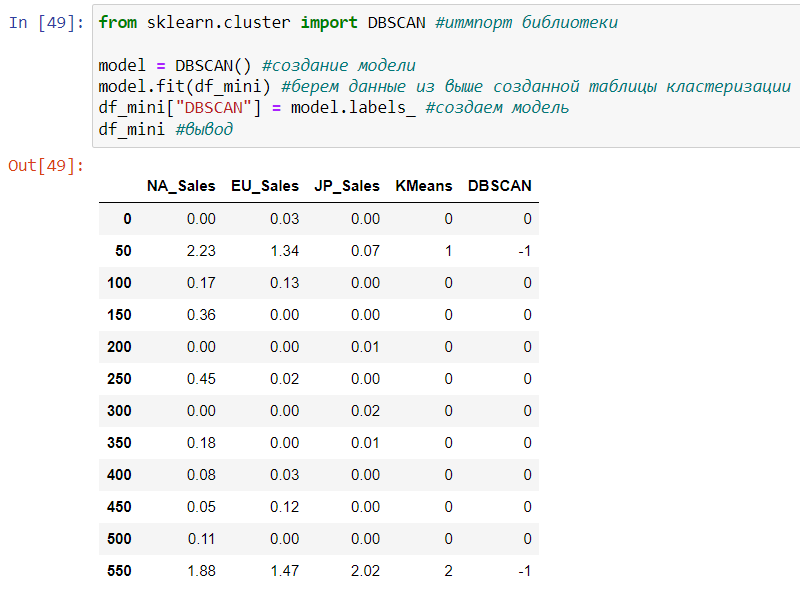 In [49]: from sklearn.cluster import DBSCAN #итмпорт библиотеки
model = DBSCAN() #создание модели
model.fit(df_mini) #берем данные из выше созданной таблицы кластеризации
df_mini["DBSCAN"] = model.labels_ #создаем модель
df_mini #вывод
Out[49]:
NA_Sales EU_Sales JP_Sales KMeans DBSCAN
0 0.00 0.03 0.00 0 0
50 2.23 1.34 0.07 1 -1
100 0.17 0.13 0.00 0 0
150 0.36 0.00 0.00 0 0
200 0.00 0.00 0.01 0 0
250 0.45 0.02 0.00 0 0
300 0.00 0.00 0.02 0 0
350 0.18 0.00 0.01 0 0
400 0.08 0.03 0.00 0 0
450 0.05 0.12 0.00 0 0
500 0.11 0.00 0.00 0 0
550 1.88 1.47 2.02 2 -1